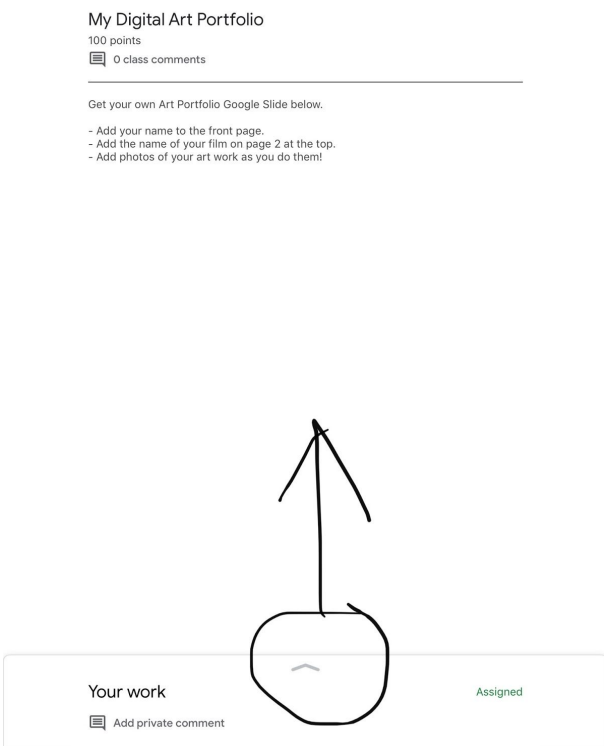 My Digital Art Portfolio
100 points
0 class comments
Get your own Art Portfolio Google Slide below.
- Add your name to the front page.
- Add the name of your film on page 2 at the top.
- Add photos of your art work as you do them!
Your work
Assigned
Add private comment